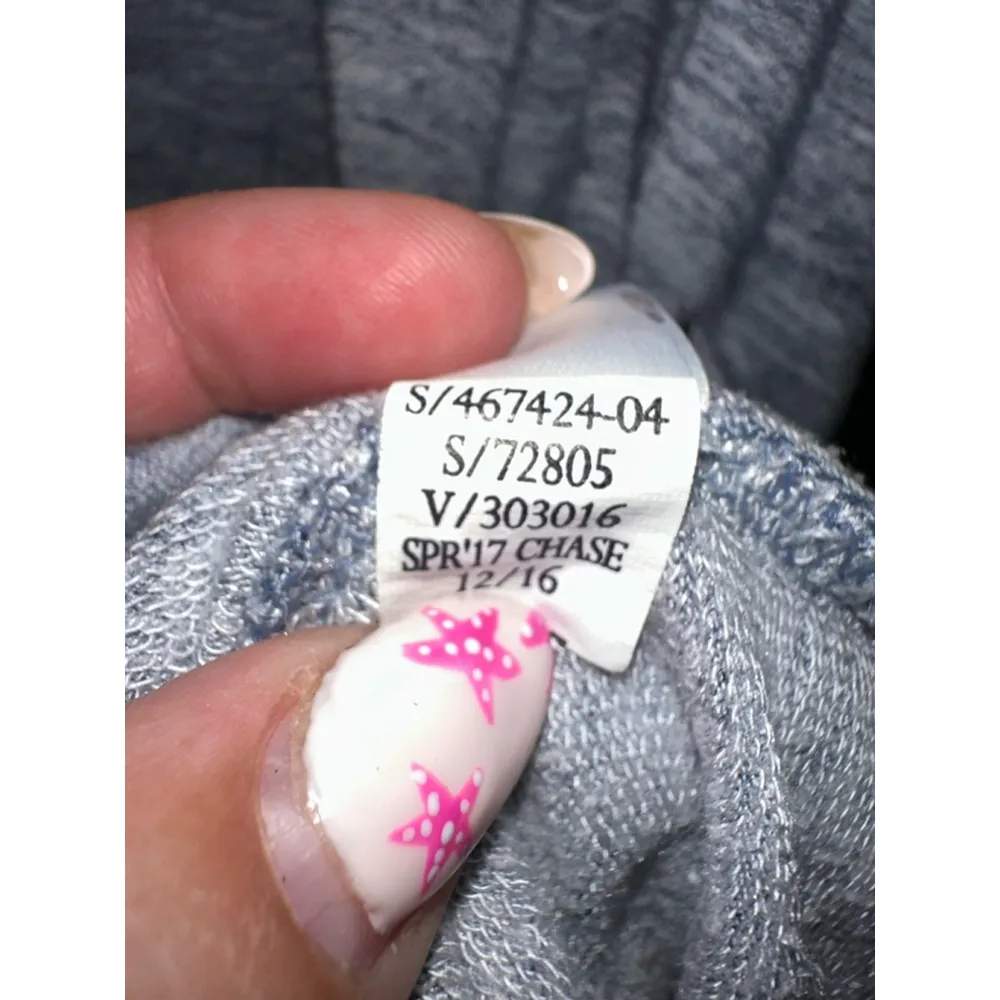 S/467424-04
S/72805
V/303016
SPR'17 CHASE
12/16